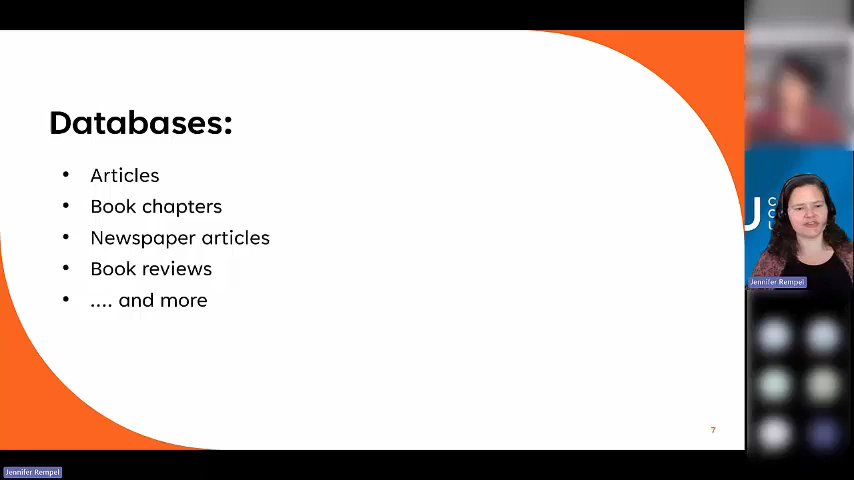 Databases:
• Articles
• Book chapters
• Newspaper articles
• Book reviews
• .... and more
7
Jennifer Rempel
Jennifer Rempel